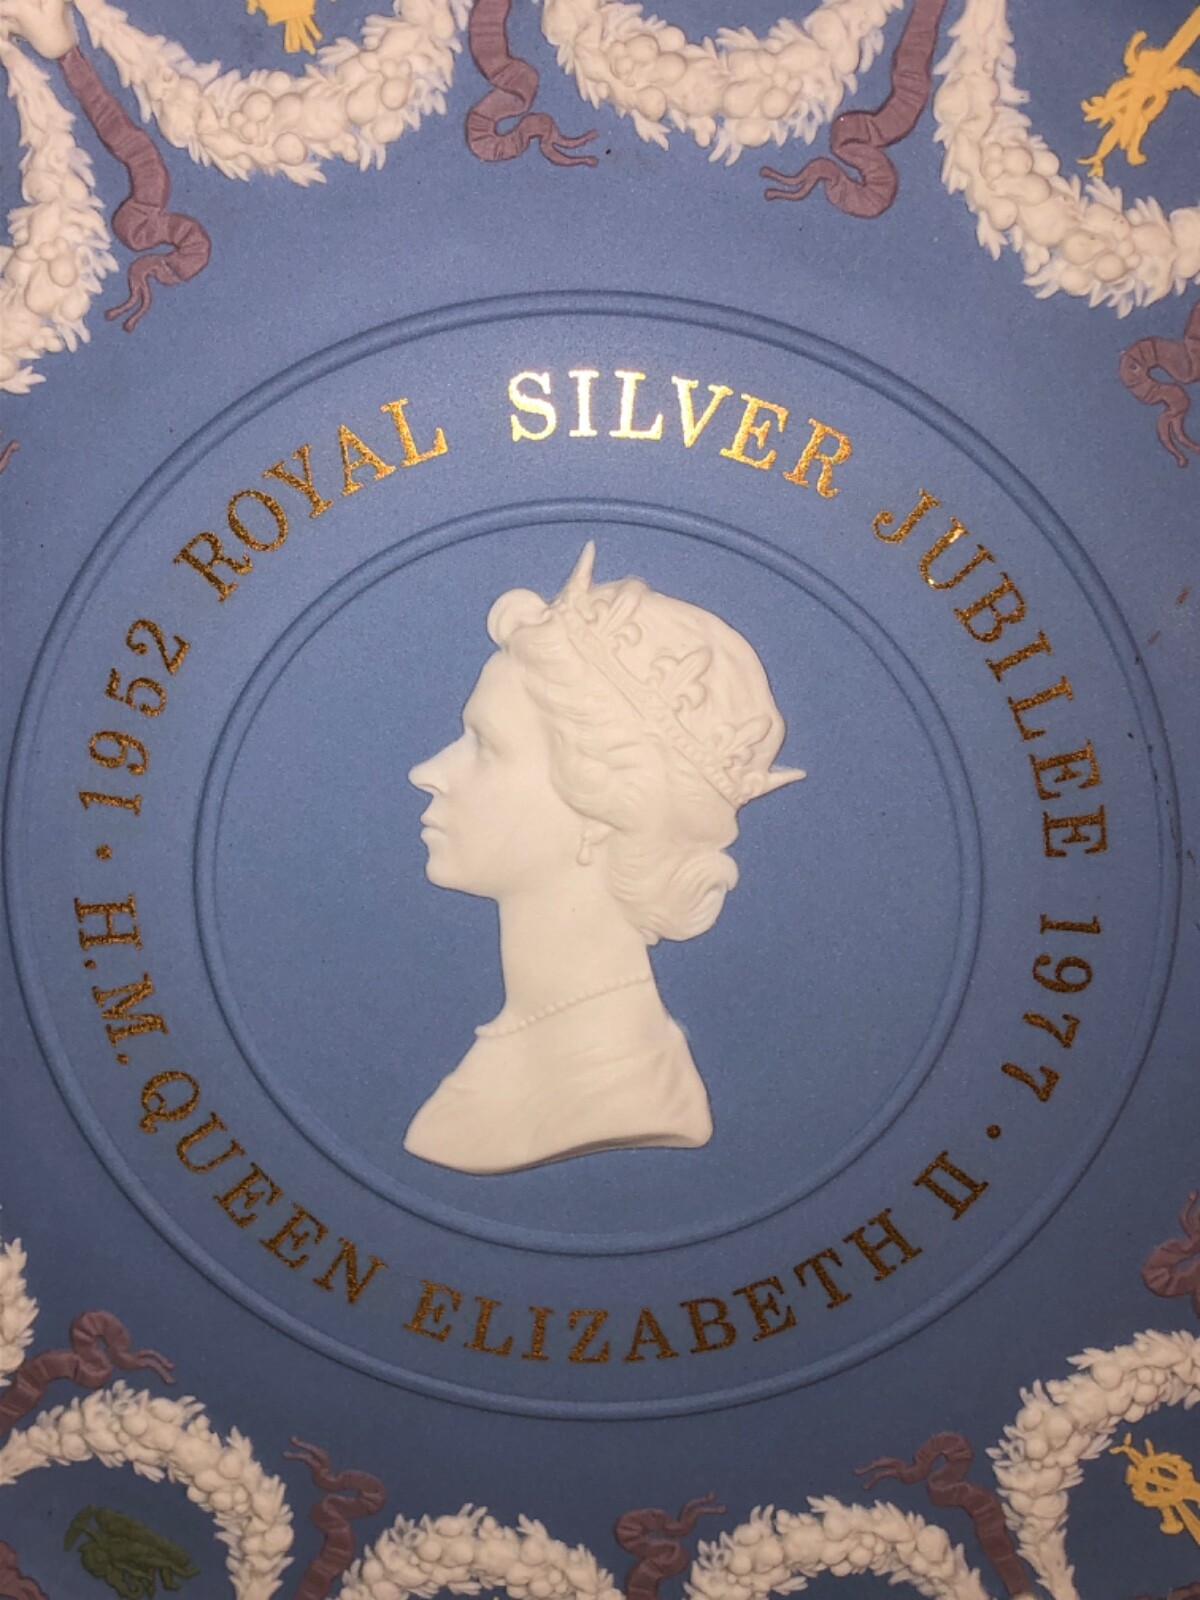 1952 ROYAL SILVER JUBILEE 1977 ·
H.M. QUEEN ELIZABETH II ·